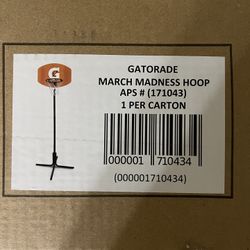 G
GATORADE
MARCH MADNESS HOOP
APS # (171043)
1 PER CARTON
000001 710434
(000001710434)